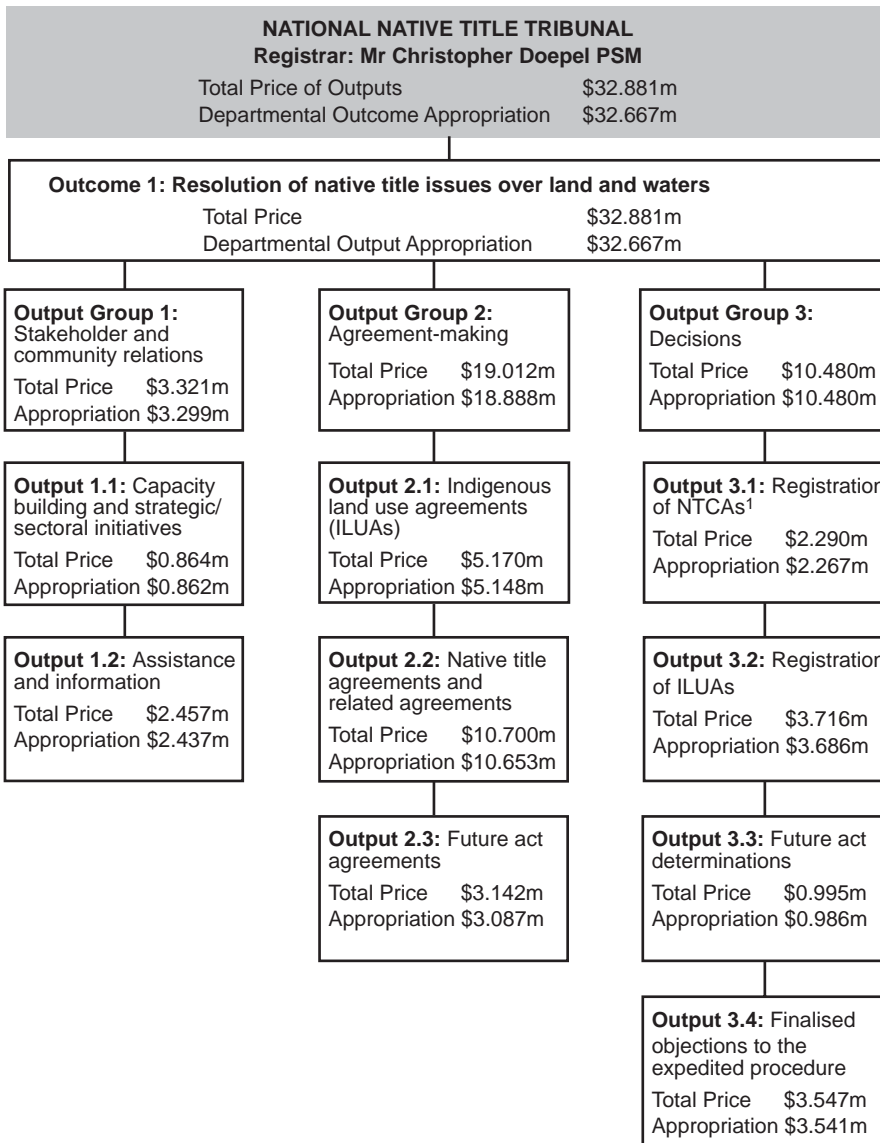 NATIONAL NATIVE TITLE TRIBUNAL
Registrar: Mr Christopher Doepel PSM
Total Price of Outputs $32.881m
Departmental Outcome Appropriation $32.667m
Outcome 1: Resolution of native title issues over land and waters
Total Price $32.881m
Departmental Output Appropriation $32.667m
Output Group 1:
Stakeholder and
community relations
Total Price $3.321m
Appropriation $3.299m
Output 1.1: Capacity
building and strategic/
sectoral initiatives
Total Price $0.864m
Appropriation $0.862m
Output 1.2: Assistance
and information
Total Price $2.457m
Appropriation $2.437m
Output Group 2:
Agreement-making
Total Price $19.012m
Appropriation $18.888m
Output 2.1: Indigenous
land use agreements
(ILUAs)
Total Price $5.170m
Appropriation $5.148m
Output 2.2: Native title
agreements and
related agreements
Total Price $10.700m
Appropriation $10.653m
Output 2.3: Future act
agreements
Total Price $3.142m
Appropriation $3.087m
Output Group 3:
Decisions
Total Price $10.480m
Appropriation $10.480m
Output 3.1: Registration
of NTCAs1
Total Price $2.290m
Appropriation $2.267m
Output 3.2: Registration
of ILUAs
Total Price $3.716m
Appropriation $3.686m
Output 3.3: Future act
determinations
Total Price $0.995m
Appropriation $0.986m
Output 3.4: Finalised
objections to the
expedited procedure
Total Price $3.547m
Appropriation $3.541m